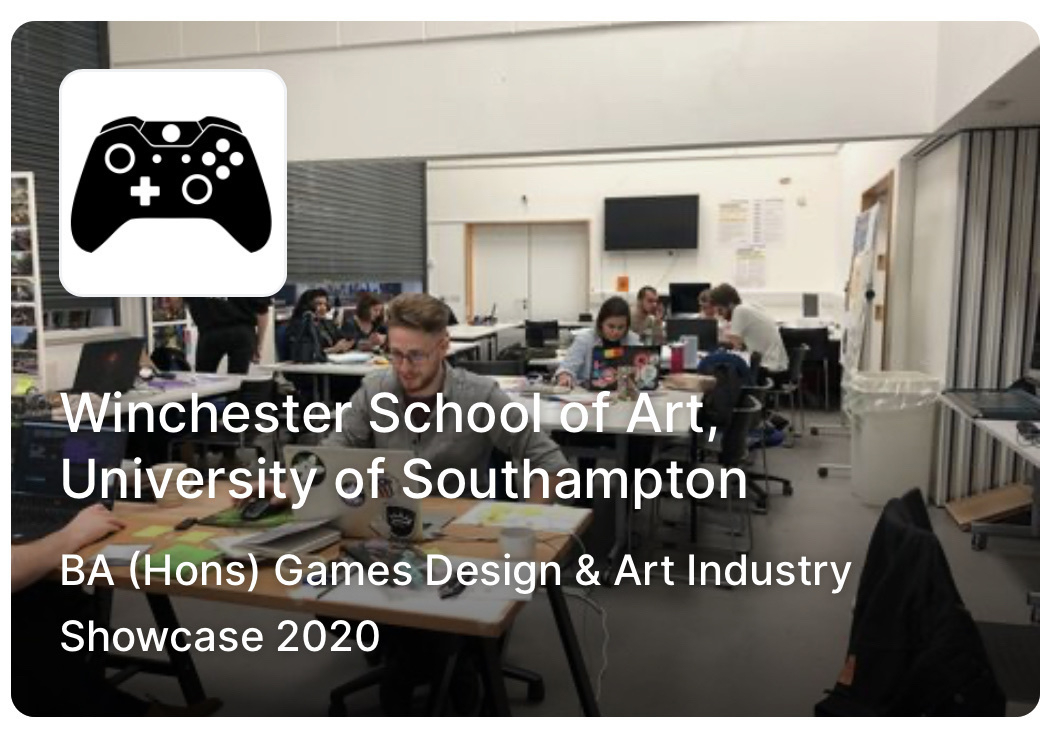 Winchester School of Art,
University of Southampton
BA (Hons) Games Design & Art Industry
Showcase 2020